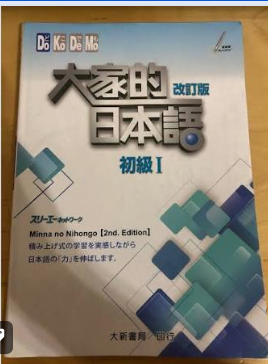 Do Ko De Mo
大家的 改訂版
日本語
初級 I
スリーエーネットワーク
Minna no Nihongo【2nd. Edition】
積み上げ式の学習を実感しながら
日本語の「力」を伸ばします。
大新書局 印行